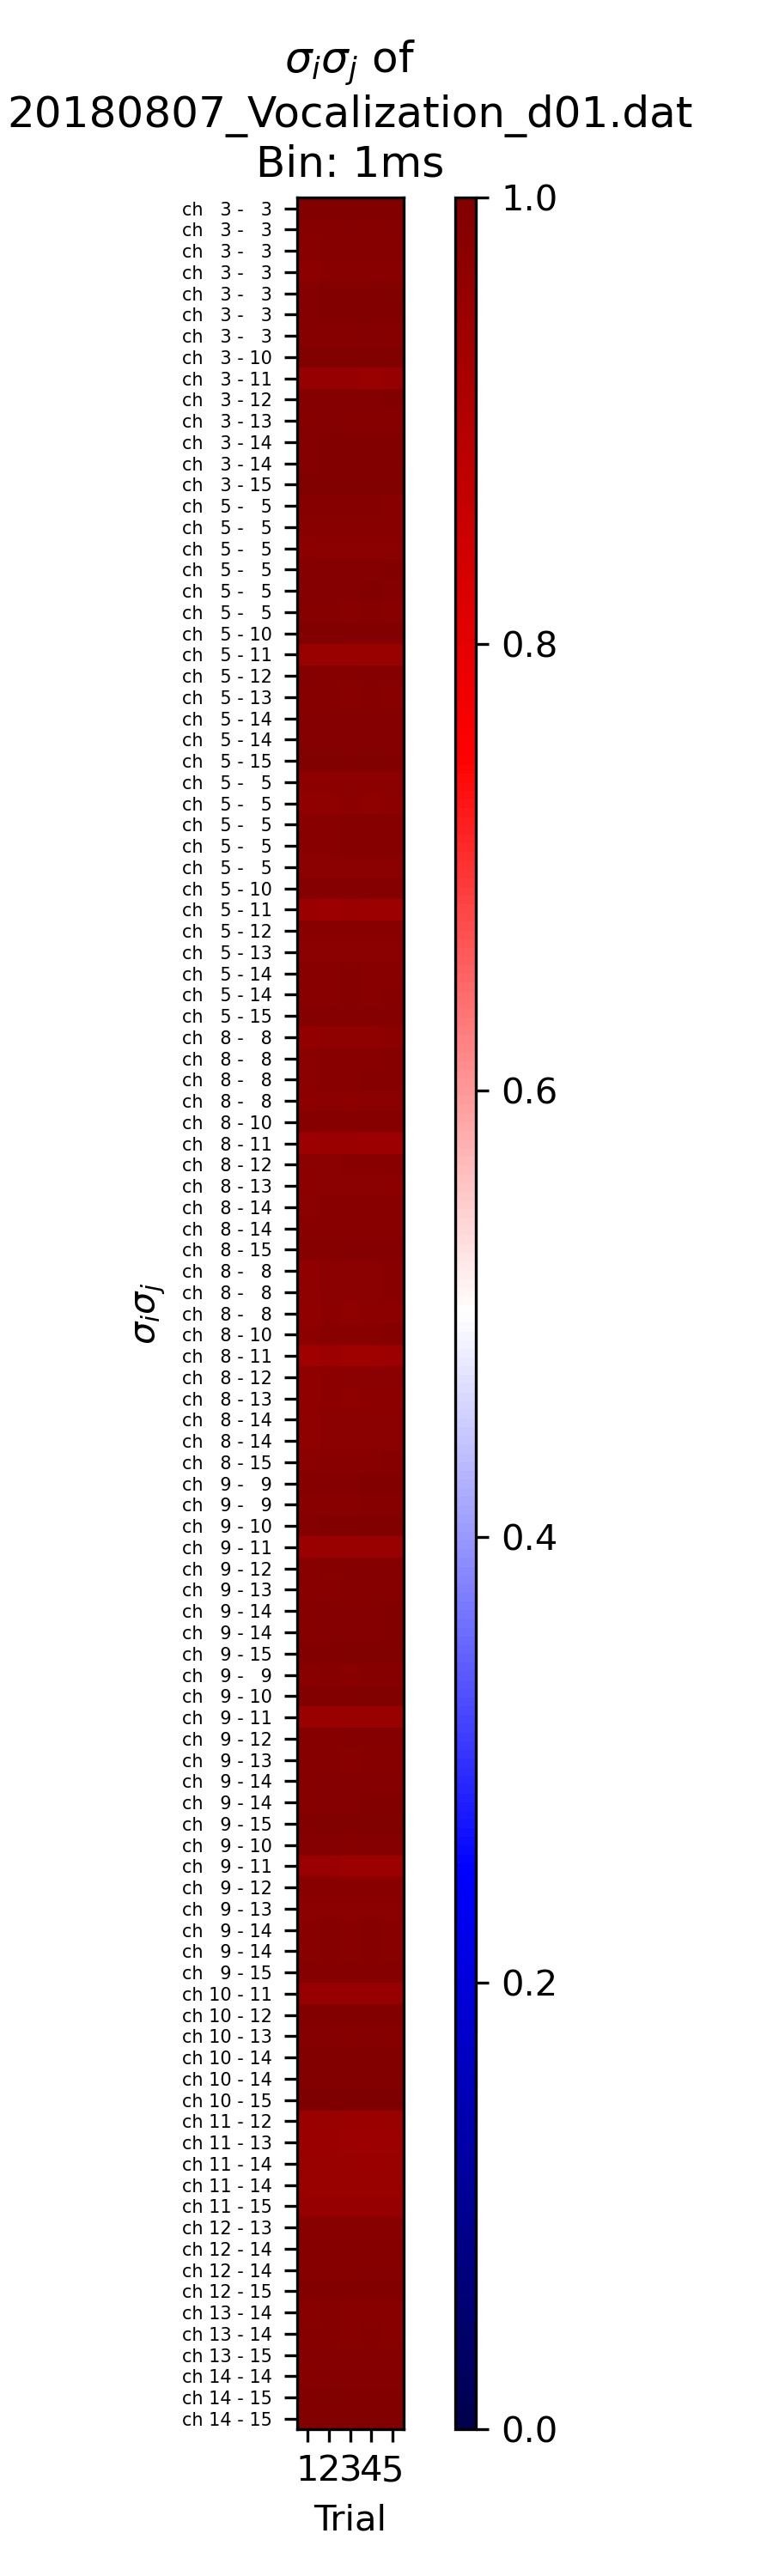 σᵢσⱼ of
20180807_Vocalization_d01.dat
Bin: 1ms
ch 3 - 3
ch 3 - 3
ch 3 - 3
ch 3 - 3
ch 3 - 3
ch 3 - 3
ch 3 - 3
ch 3 - 10
ch 3 - 11
ch 3 - 12
ch 3 - 13
ch 3 - 14
ch 3 - 14
ch 3 - 15
ch 5 - 5
ch 5 - 5
ch 5 - 5
ch 5 - 5
ch 5 - 5
ch 5 - 5
ch 5 - 10
ch 5 - 11
ch 5 - 12
ch 5 - 13
ch 5 - 14
ch 5 - 14
ch 5 - 15
ch 5 - 5
ch 5 - 5
ch 5 - 5
ch 5 - 5
ch 5 - 5
ch 5 - 10
ch 5 - 11
ch 5 - 12
ch 5 - 13
ch 5 - 14
ch 5 - 14
ch 5 - 15
ch 8 - 8
ch 8 - 8
ch 8 - 8
ch 8 - 8
ch 8 - 10
ch 8 - 11
ch 8 - 12
ch 8 - 13
ch 8 - 14
ch 8 - 14
ch 8 - 15
ch 8 - 8
ch 8 - 8
ch 8 - 8
ch 8 - 10
ch 8 - 11
ch 8 - 12
ch 8 - 13
ch 8 - 14
ch 8 - 14
ch 8 - 15
ch 9 - 9
ch 9 - 9
ch 9 - 10
ch 9 - 11
ch 9 - 12
ch 9 - 13
ch 9 - 14
ch 9 - 14
ch 9 - 15
ch 9 - 9
ch 9 - 10
ch 9 - 11
ch 9 - 12
ch 9 - 13
ch 9 - 14
ch 9 - 14
ch 9 - 15
ch 9 - 10
ch 9 - 11
ch 9 - 12
ch 9 - 13
ch 9 - 14
ch 9 - 14
ch 9 - 15
ch 10 - 11
ch 10 - 12
ch 10 - 13
ch 10 - 14
ch 10 - 14
ch 10 - 15
ch 11 - 12
ch 11 - 13
ch 11 - 14
ch 11 - 14
ch 11 - 15
ch 12 - 13
ch 12 - 14
ch 12 - 14
ch 12 - 15
ch 13 - 14
ch 13 - 14
ch 13 - 15
ch 14 - 14
ch 14 - 15
ch 14 - 15
σᵢσⱼ
1 2 3 4 5
Trial
1.0
0.8
0.6
0.4
0.2
0.0